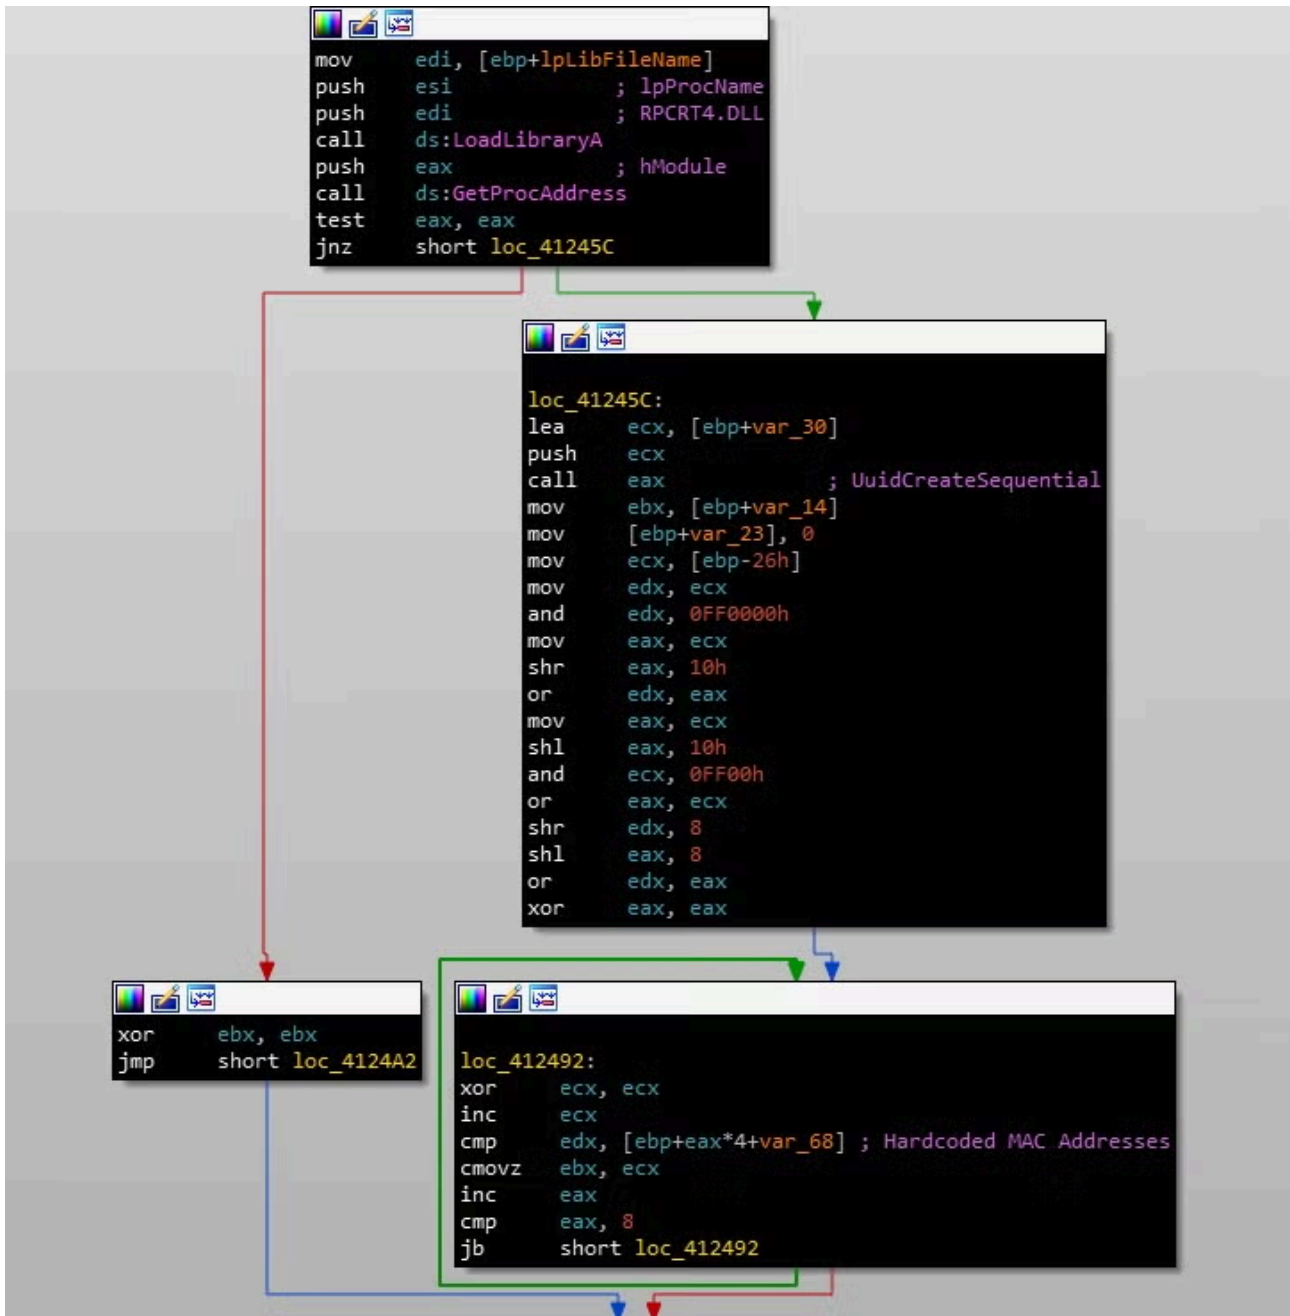 mov edi, [ebp+lpLibFileName]
push esi ; lpProcName
push edi ; RPCRT4.DLL
call ds:LoadLibraryA
push eax ; hModule
call ds:GetProcAddress
test eax, eax
jnz short loc_41245C
loc_41245C:
lea ecx, [ebp+var_30]
push ecx
call eax ; UuidCreateSequential
mov ebx, [ebp+var_14]
mov [ebp+var_23], 0
mov ecx, [ebp-26h]
mov edx, ecx
and edx, 0FF0000h
mov eax, ecx
shr eax, 10h
or edx, eax
mov eax, ecx
shl eax, 10h
and ecx, 0FF00h
or eax, ecx
shr edx, 8
shl eax, 8
or edx, eax
xor eax, eax
xor ebx, ebx
jmp short loc_4124A2
loc_412492:
xor ecx, ecx
inc ecx
cmp edx, [ebp+eax*4+var_68] ; Hardcoded MAC Addresses
cmovz ebx, ecx
inc eax
cmp eax, 8
jb short loc_412492